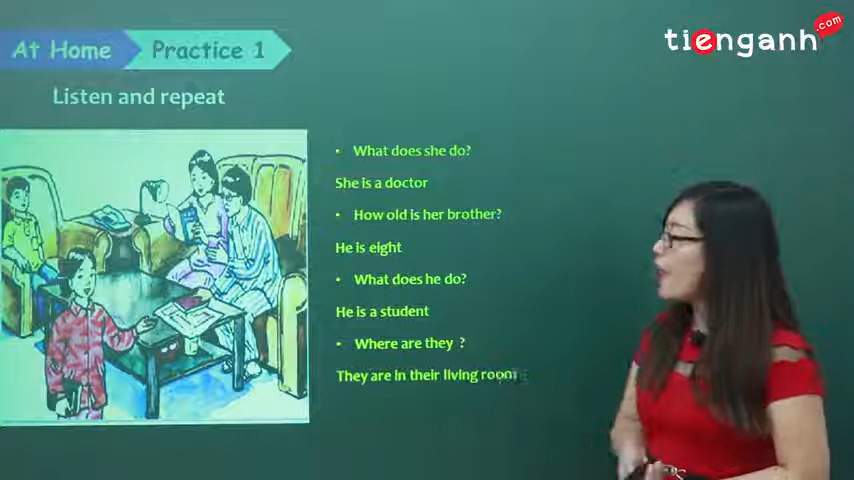 At Home
Practice 1
tienganh.com
Listen and repeat
• What does she do?
She is a doctor
• How old is her brother?
He is eight
• What does he do?
He is a student
• Where are they ?
They are in their living room